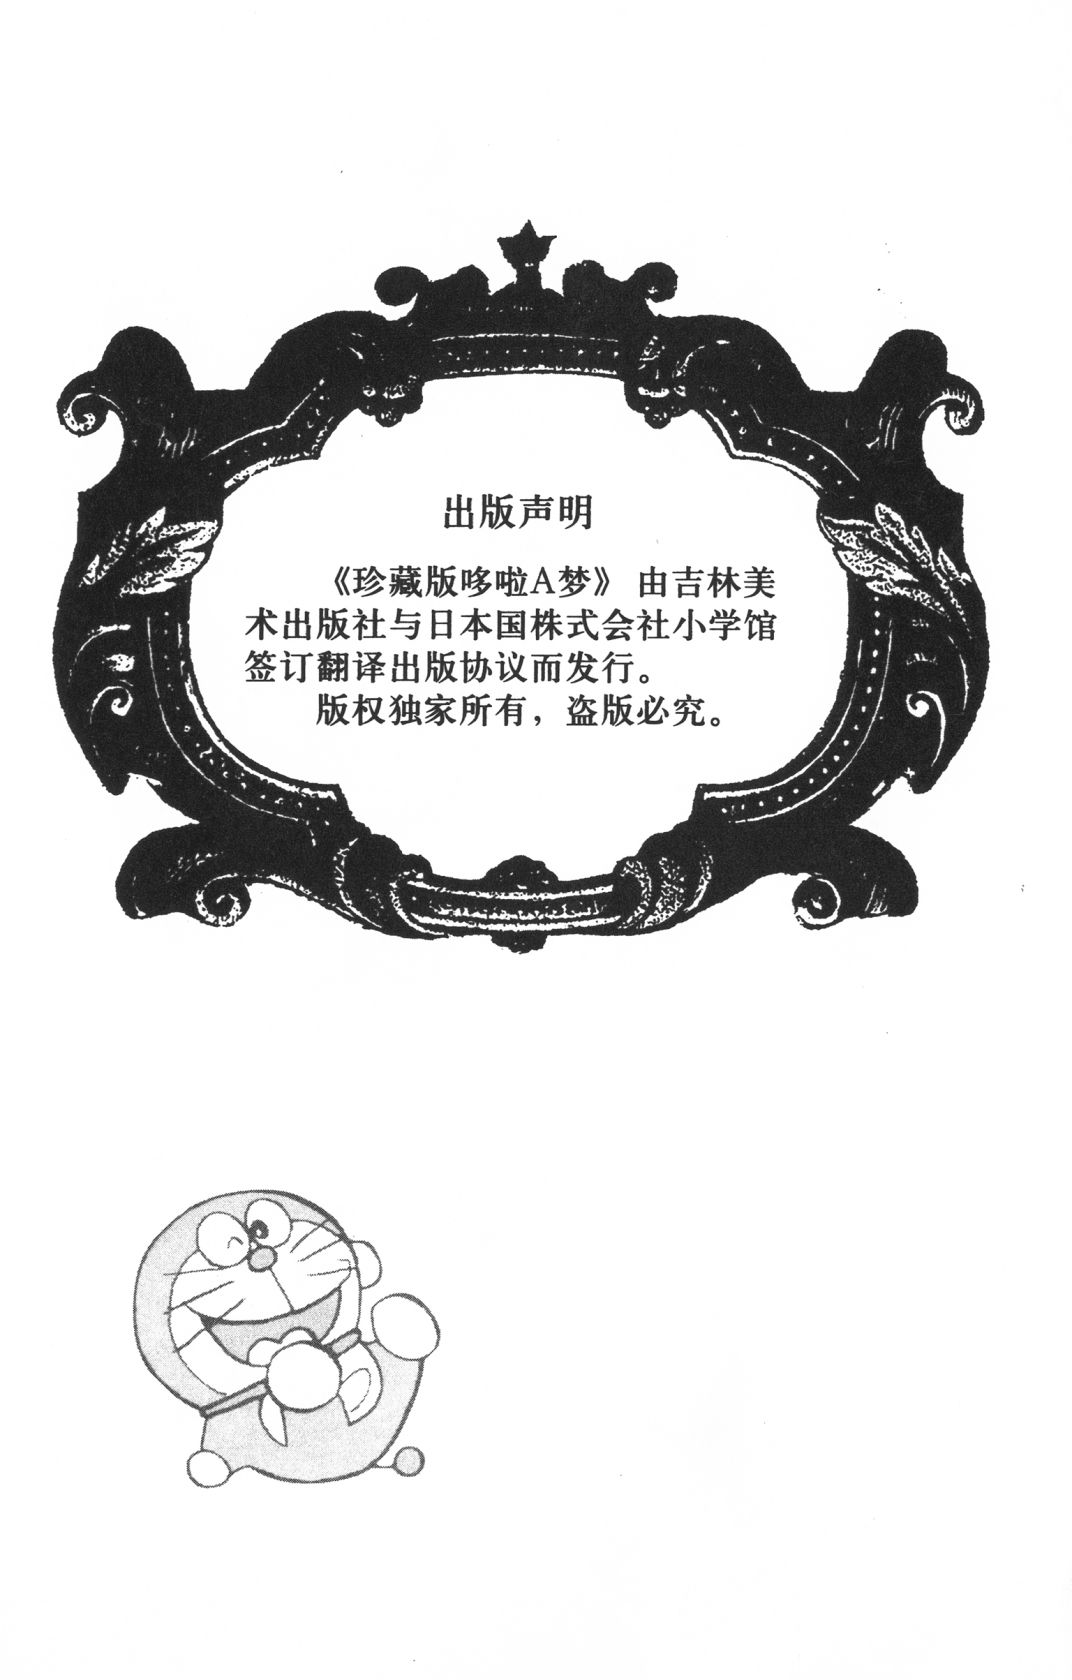 出版声明
《珍藏版哆啦A梦》由吉林美
术出版社与日本国株式会社小学馆
签订翻译出版协议而发行。
版权独家所有，盗版必究。